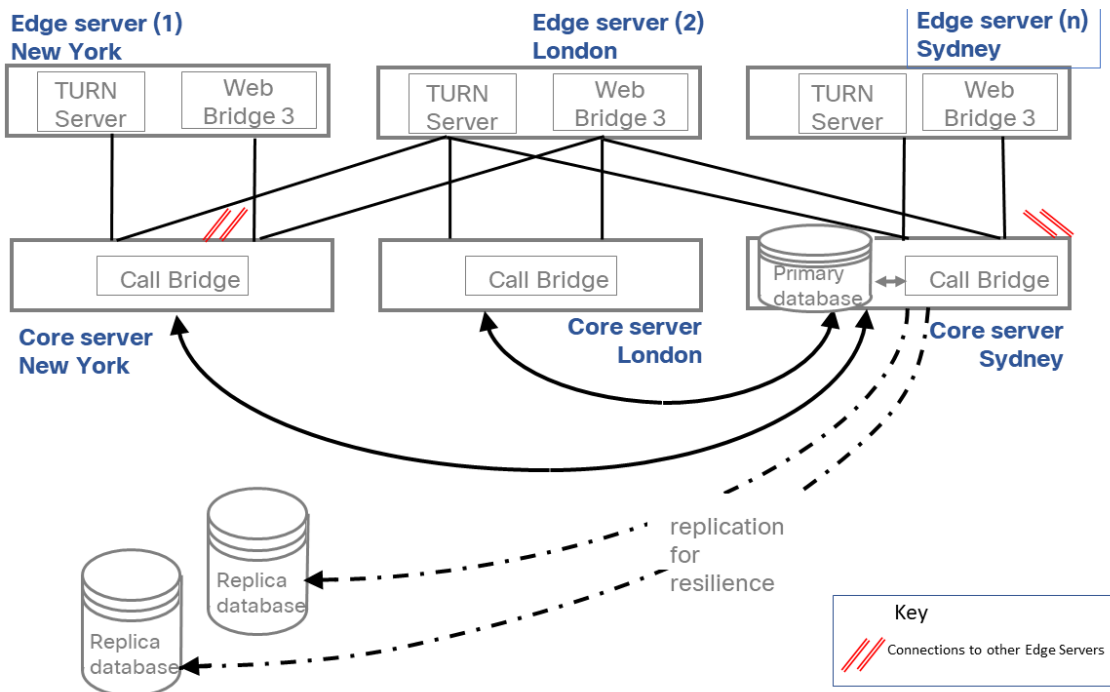 Edge server (1)
New York
Edge server (2)
London
Edge server (n)
Sydney
TURN
Server
Web
Bridge 3
TURN
Server
Web
Bridge 3
TURN
Server
Web
Bridge 3
Call Bridge
Call Bridge
Primary
database
Call Bridge
Core server
New York
Core server
London
Core server
Sydney
replication
for
resilience
Replica
database
Replica
database
Key
Connections to other Edge Servers